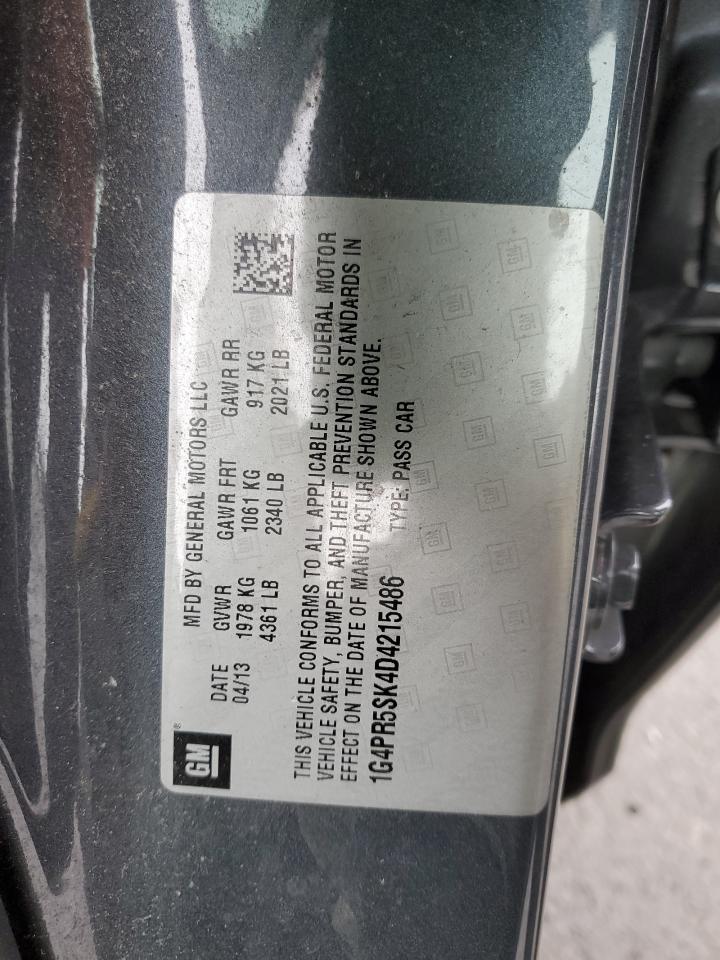 GM®
MFD BY GENERAL MOTORS LLC
DATE GVWR GAWR FRT GAWR RR
04/13 1978 KG 1061 KG 917 KG
4361 LB 2340 LB 2021 LB
THIS VEHICLE CONFORMS TO ALL APPLICABLE U.S. FEDERAL MOTOR
VEHICLE SAFETY, BUMPER, AND THEFT PREVENTION STANDARDS IN
EFFECT ON THE DATE OF MANUFACTURE SHOWN ABOVE.
1G4PR5SK4D4215486 TYPE: PASS CAR